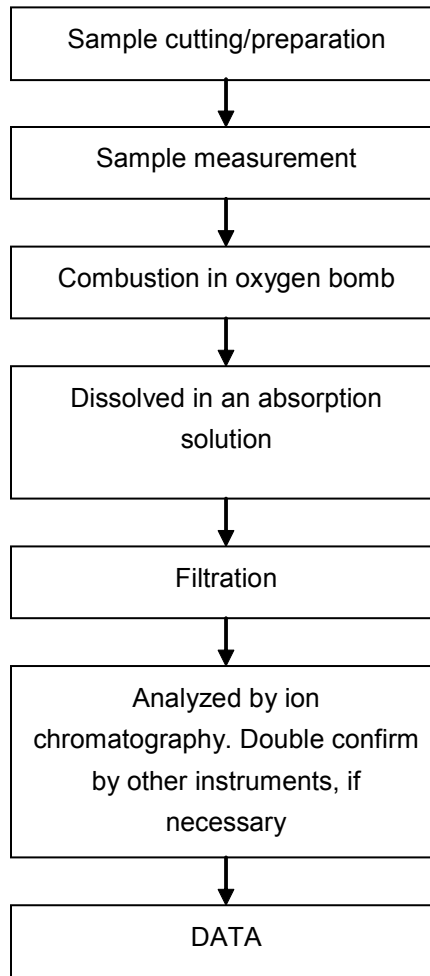 Sample cutting/preparation
Sample measurement
Combustion in oxygen bomb
Dissolved in an absorption
solution
Filtration
Analyzed by ion
chromatography. Double confirm
by other instruments, if
necessary
DATA